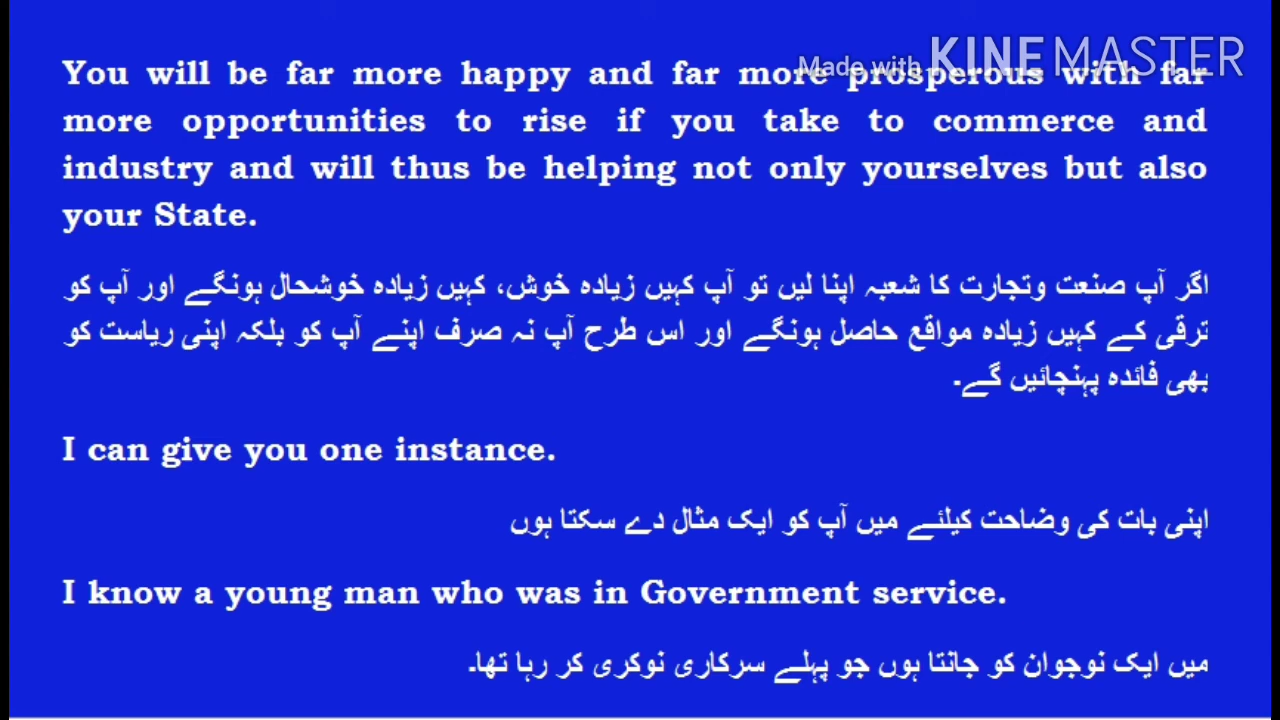 Made with KINEMASTER
You will be far more happy and far more prosperous with far
more opportunities to rise if you take to commerce and
industry and will thus be helping not only yourselves but also
your State.
اگر آپ صنعت وتجارت کا شعبہ اپنا لیں تو آپ کہیں زیادہ خوش، کہیں زیادہ خوشحال ہونگے اور آپ کو
ترقی کے کہیں زیادہ مواقع حاصل ہونگے اور اس طرح آپ نہ صرف اپنے آپ کو بلکہ اپنی ریاست کو
بھی فائدہ پہنچائیں گے۔
I can give you one instance.
اپنی بات کی وضاحت کیلئے میں آپ کو ایک مثال دے سکتا ہوں
I know a young man who was in Government service.
میں ایک نوجوان کو جانتا ہوں جو پہلے سرکاری نوکری کر رہا تھا۔